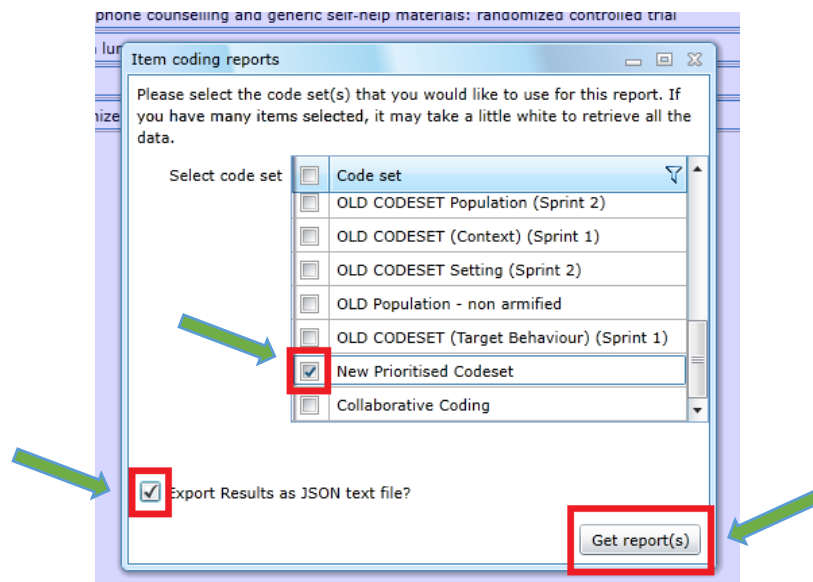 phone counselling and generic self-help materials: randomized controlled trial
lur
Item coding reports
Please select the code set(s) that you would like to use for this report. If
nize
you have many items selected, it may take a little white to retrieve all the
data.
Select code set
Code set
OLD CODESET Population (Sprint 2)
OLD CODESET (Context) (Sprint 1)
OLD CODESET Setting (Sprint 2)
OLD Population - non armified
OLD CODESET (Target Behaviour) (Sprint 1)
New Prioritised Codeset
Collaborative Coding
Export Results as JSON text file?
Get report(s)